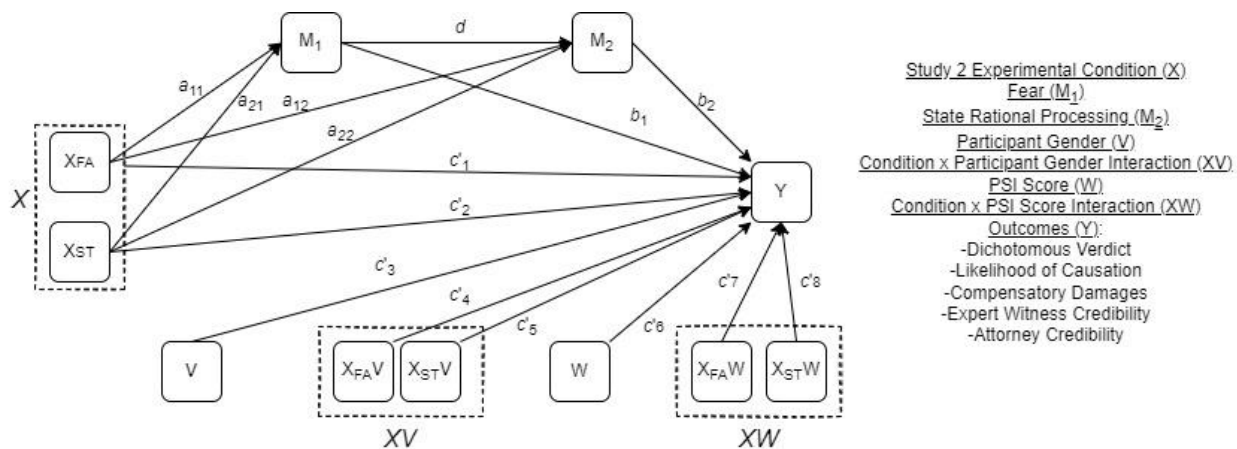 M1
d
M2
a11
a21
a12
a22
b1
b2
XFA
X
XST
c'1
c'2
Y
c'3
c'4
c'5
c'6
c'7
c'8
V
XFAV
XSTV
W
XFAW
XSTW
XV
XW
Study 2 Experimental Condition (X)
Fear (M1)
State Rational Processing (M2)
Participant Gender (V)
Condition x Participant Gender Interaction (XV)
PSI Score (W)
Condition x PSI Score Interaction (XW)
Outcomes (Y):
-Dichotomous Verdict
-Likelihood of Causation
-Compensatory Damages
-Expert Witness Credibility
-Attorney Credibility